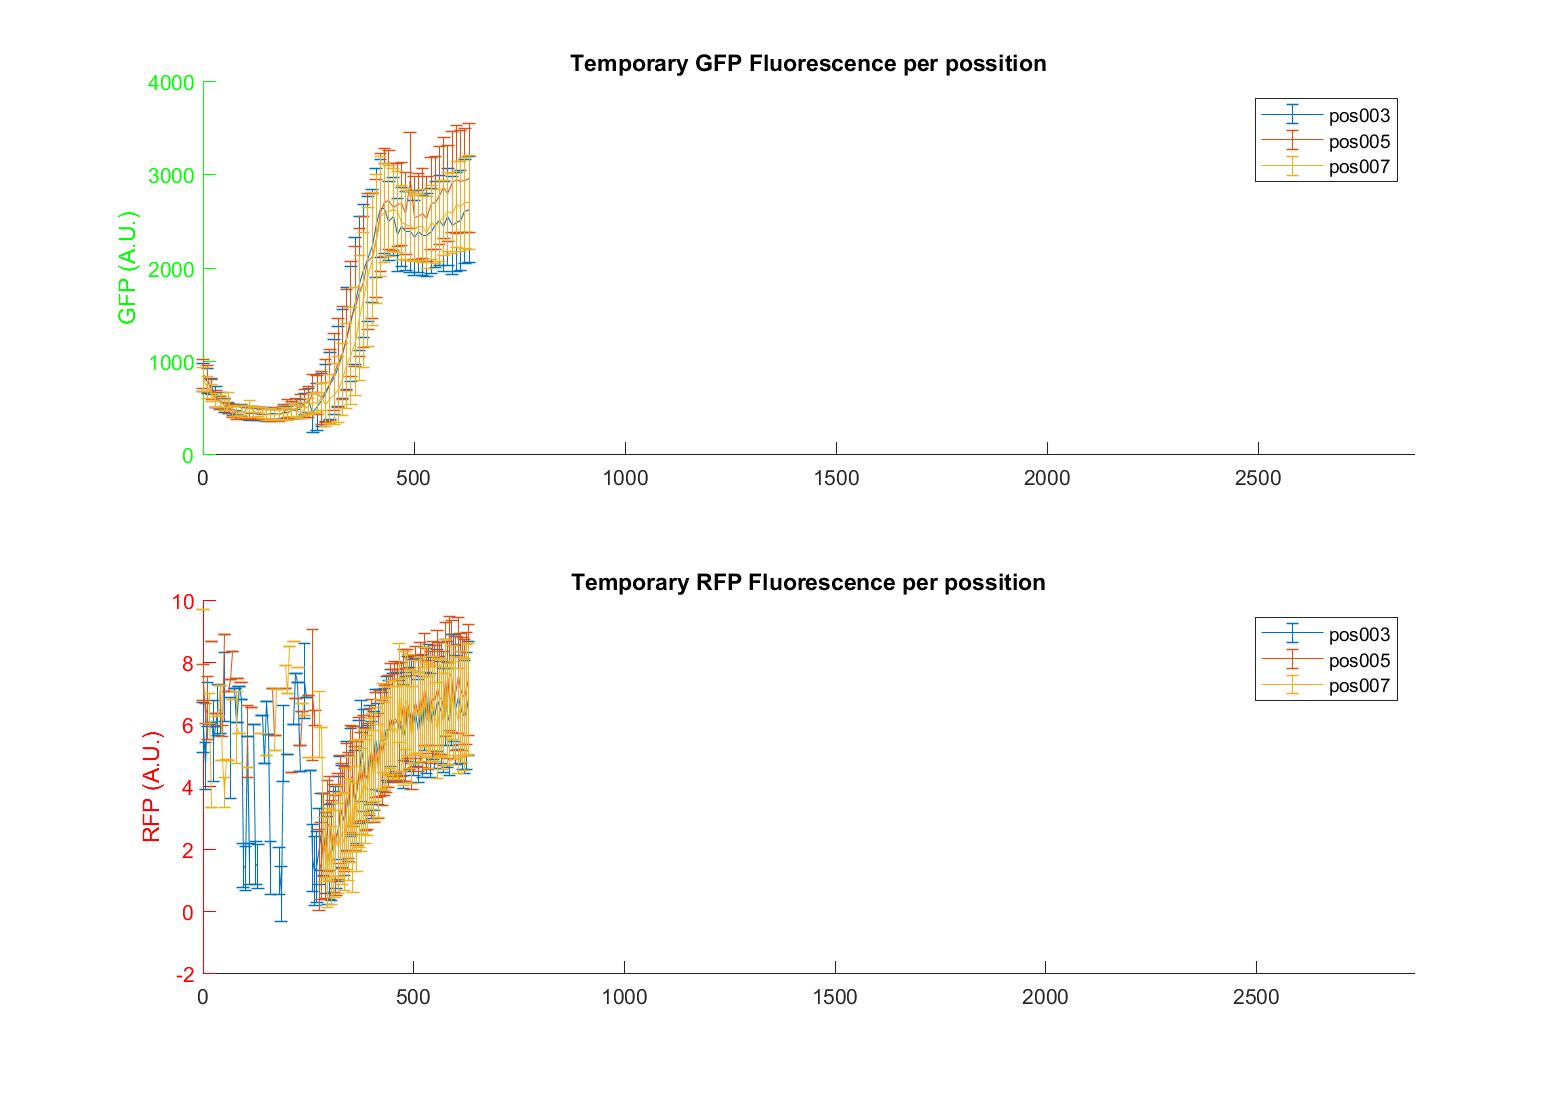 Temporary GFP Fluorescence per possition
4000
3000
2000
1000
0
GFP (A.U.)
0 500 1000 1500 2000 2500
pos003
pos005
pos007
Temporary RFP Fluorescence per possition
10
8
6
4
2
0
-2
RFP (A.U.)
0 500 1000 1500 2000 2500
pos003
pos005
pos007